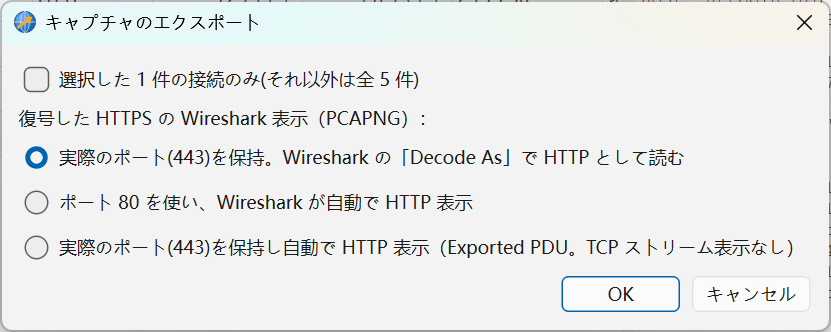 キャプチャのエクスポート
選択した 1 件の接続のみ(それ以外は全 5 件)
復号した HTTPS の Wireshark 表示（PCAPNG）:
実際のポート(443)を保持。Wireshark の「Decode As」で HTTP として読む
ポート 80 を使い、Wireshark が自動で HTTP 表示
実際のポート(443)を保持し自動で HTTP 表示（Exported PDU。TCP ストリーム表示なし）
OK キャンセル